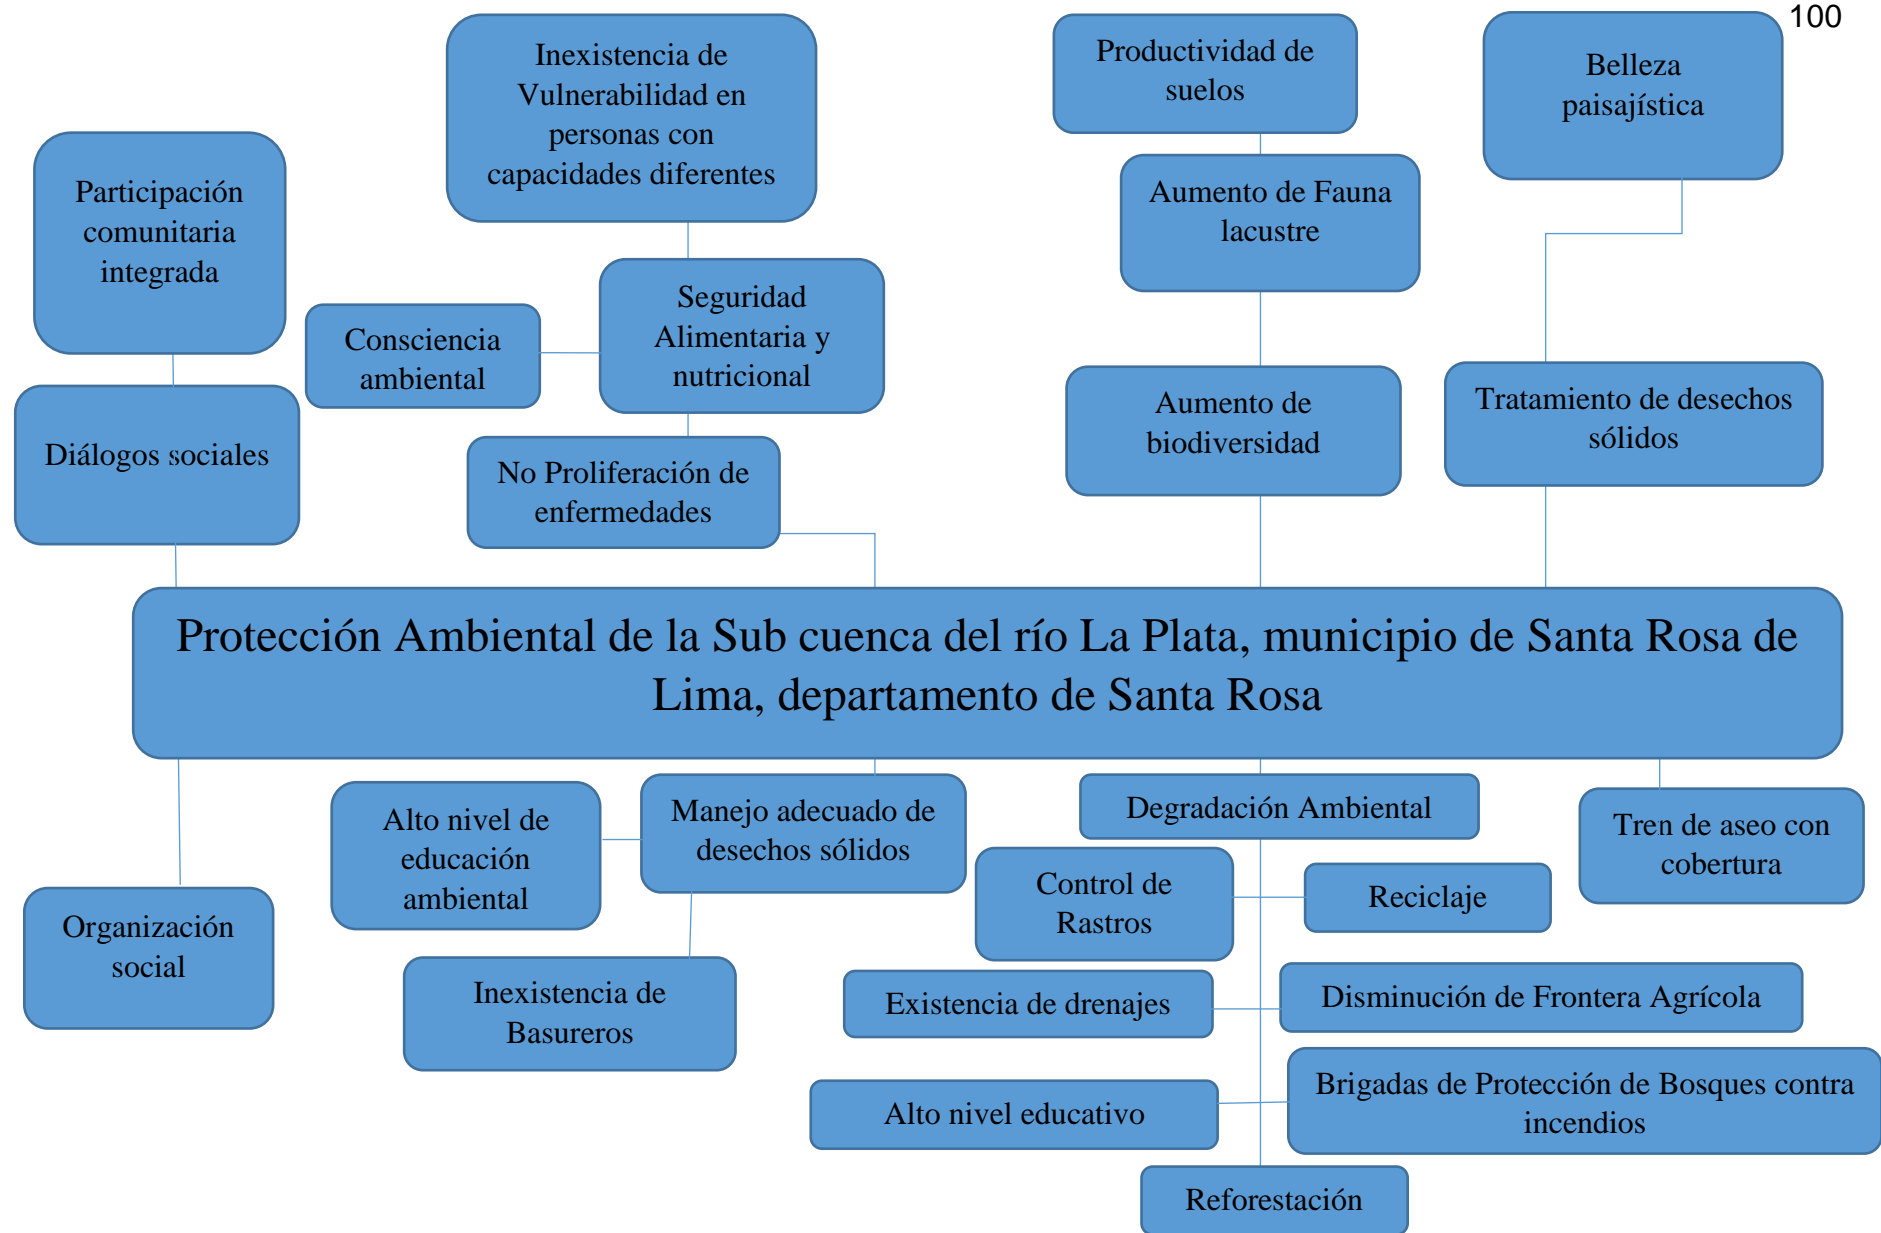 100
Inexistencia de
Vulnerabilidad en
personas con
capacidades diferentes
Productividad de
suelos
Belleza
paisajística
Participación
comunitaria
integrada
Aumento de Fauna
lacustre
Seguridad
Alimentaria y
nutricional
Consciencia
ambiental
Diálogos sociales
No Proliferación de
enfermedades
Aumento de
biodiversidad
Tratamiento de desechos
sólidos
Protección Ambiental de la Sub cuenca del río La Plata, municipio de Santa Rosa de
Lima, departamento de Santa Rosa
Alto nivel de
educación
ambiental
Manejo adecuado de
desechos sólidos
Degradación Ambiental
Tren de aseo con
cobertura
Control de
Rastros
Reciclaje
Organización
social
Inexistencia de
Basureros
Existencia de drenajes
Disminución de Frontera Agrícola
Alto nivel educativo
Brigadas de Protección de Bosques contra
incendios
Reforestación